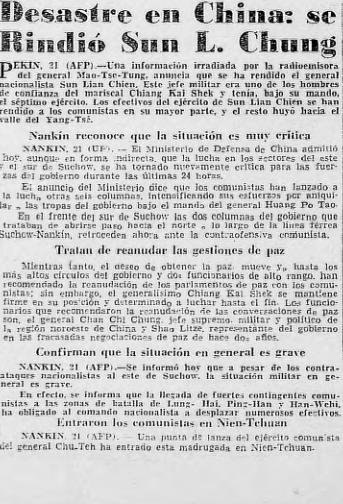 Desastre en China: se
Rindió Sun L. Chung
PEKIN, 21 (AFP).—Una información irradiada por la radioemisora
del general Mao-Tse-Tung, anuncia que se ha rendido el general
nacionalista Sun Lian Chien. Este jefe militar era uno de los hombres
de confianza del mariscal Chiang Kai Shek y tenía, bajo su mando,
el séptimo ejército. Los efectivos del ejército de Sun Lian Chien se han
rendido a los comunistas en su mayor parte, y el resto huyó hacia el
valle del Yang-Tsé.
Nankin reconoce que la situación es muy crítica
NANKIN, 21 (UP). — El Ministerio de Defensa de China admitió
hoy, aunque en forma indirecta, que la lucha en los sectores del este
y el sur de Suchow, se ha tornado nuevamente crítica para las fuer-
zas del gobierno durante las últimas 24 horas.
El anuncio del Ministerio dice que los comunistas han lanzado a
la lucha, otras seis columnas, intensificando sus esfuerzos por aniqui-
lar las tropas del gobierno bajo el mando del general Huang Po Tao.
En el frente del sur de Suchow las dos columnas del gobierno que
trataban de abrirse paso hacia el norte a lo largo de la línea férrea
Suchow-Nankin, retroceden ahora ante la contraofensiva comunista.
Tratan de reanudar las gestiones de paz
Mientras tanto, el deseo de obtener la paz, mueve y, hasta los
más altos círculos del gobierno y dos funcionarios de alto rango, han
recomendado la reanudación de los parlamentos de paz con los comu-
nistas; sin embargo, el generalísimo Chiang Kai Shek se mantiene
firme en su posición y determinado a luchar hasta el fin. Los funcio-
narios que recomendaron la reanudación de las conversaciones de paz
son, el general Chan Chi Chung, jefe supremo militar y político de
la región noroeste de China y Shao Litze, representante del gobierno
en las fracasadas negociaciones de paz de hace dos años.
Confirman que la situación en general es grave
NANKIN, 21 (AFP).—Se informó hoy que a pesar de los contra-
ataques nacionalistas al este de Suchow, la situación militar en ge-
neral es grave.
En efecto, se informa que la llegada de fuertes contingentes comu-
nistas a las zonas de batalla de Lung-Hai, Ping-Han y Han-Wehi,
ha obligado al comando nacionalista a desplazar numerosos efectivos.
Entraron los comunistas en Nien-Tchuan
NANKIN, 21 (AFP). — Una punta de lanza del ejército comunista
del general Chu-Teh ha entrado esta madrugada en Nien-Tchuan.